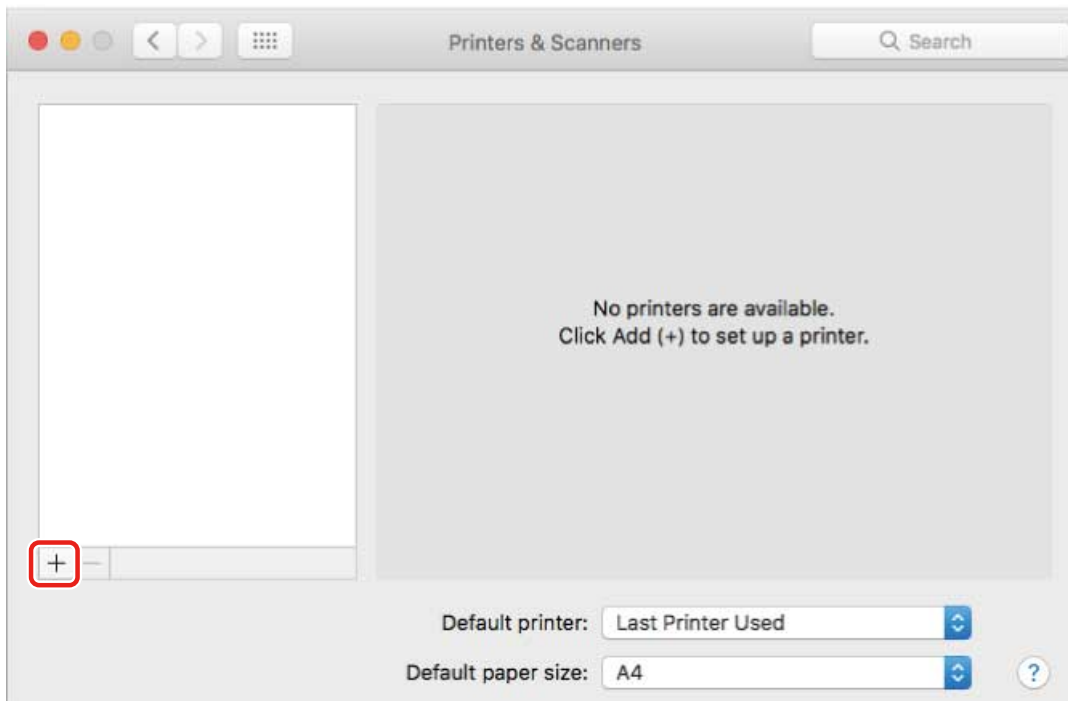 Printers & Scanners
Search
No printers are available.
Click Add (+) to set up a printer.
+
−
Default printer: Last Printer Used
Default paper size: A4
?